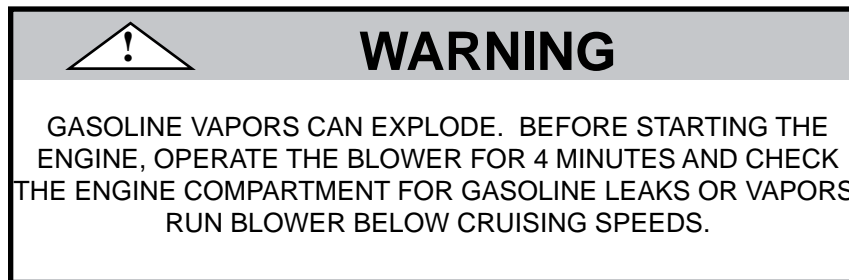 ! WARNING
GASOLINE VAPORS CAN EXPLODE. BEFORE STARTING THE
ENGINE, OPERATE THE BLOWER FOR 4 MINUTES AND CHECK
THE ENGINE COMPARTMENT FOR GASOLINE LEAKS OR VAPORS
RUN BLOWER BELOW CRUISING SPEEDS.